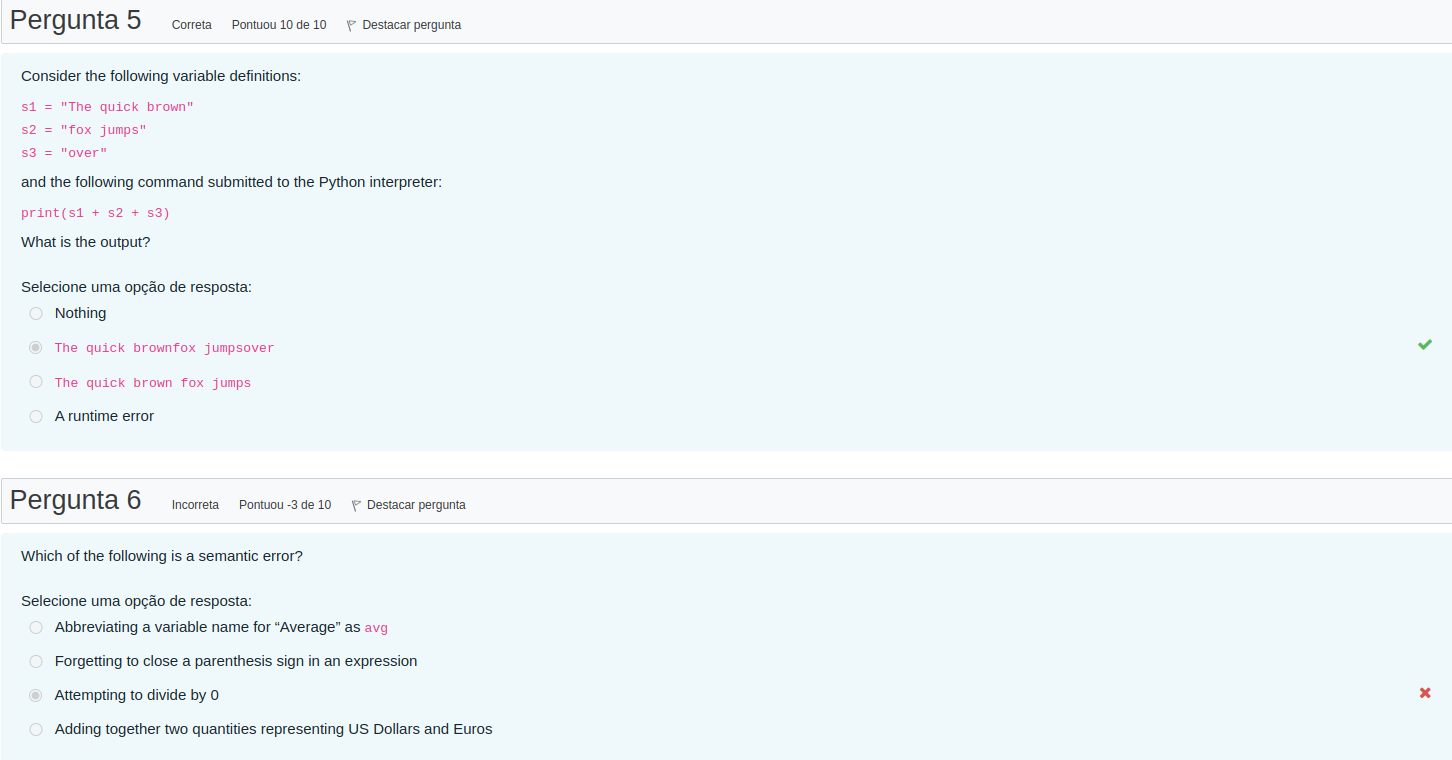 Pergunta 5 Correta Pontuou 10 de 10 Destacar pergunta
Consider the following variable definitions:
s1 = "The quick brown"
s2 = "fox jumps"
s3 = "over"
and the following command submitted to the Python interpreter:
print(s1 + s2 + s3)
What is the output?
Selecione uma opção de resposta:
Nothing
The quick brownfox jumpsover
The quick brown fox jumps
A runtime error
Pergunta 6 Incorreta Pontuou -3 de 10 Destacar pergunta
Which of the following is a semantic error?
Selecione uma opção de resposta:
Abbreviating a variable name for “Average” as avg
Forgetting to close a parenthesis sign in an expression
Attempting to divide by 0
Adding together two quantities representing US Dollars and Euros